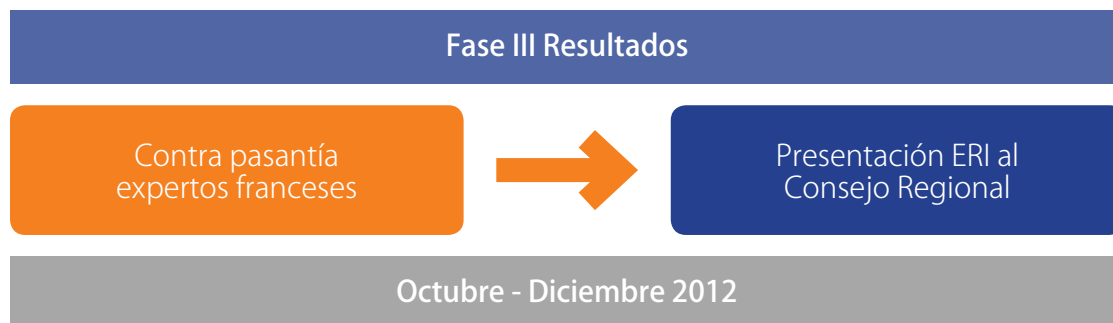 Fase III Resultados
Contra pasantía
expertos franceses
Presentación ERI al
Consejo Regional
Octubre - Diciembre 2012